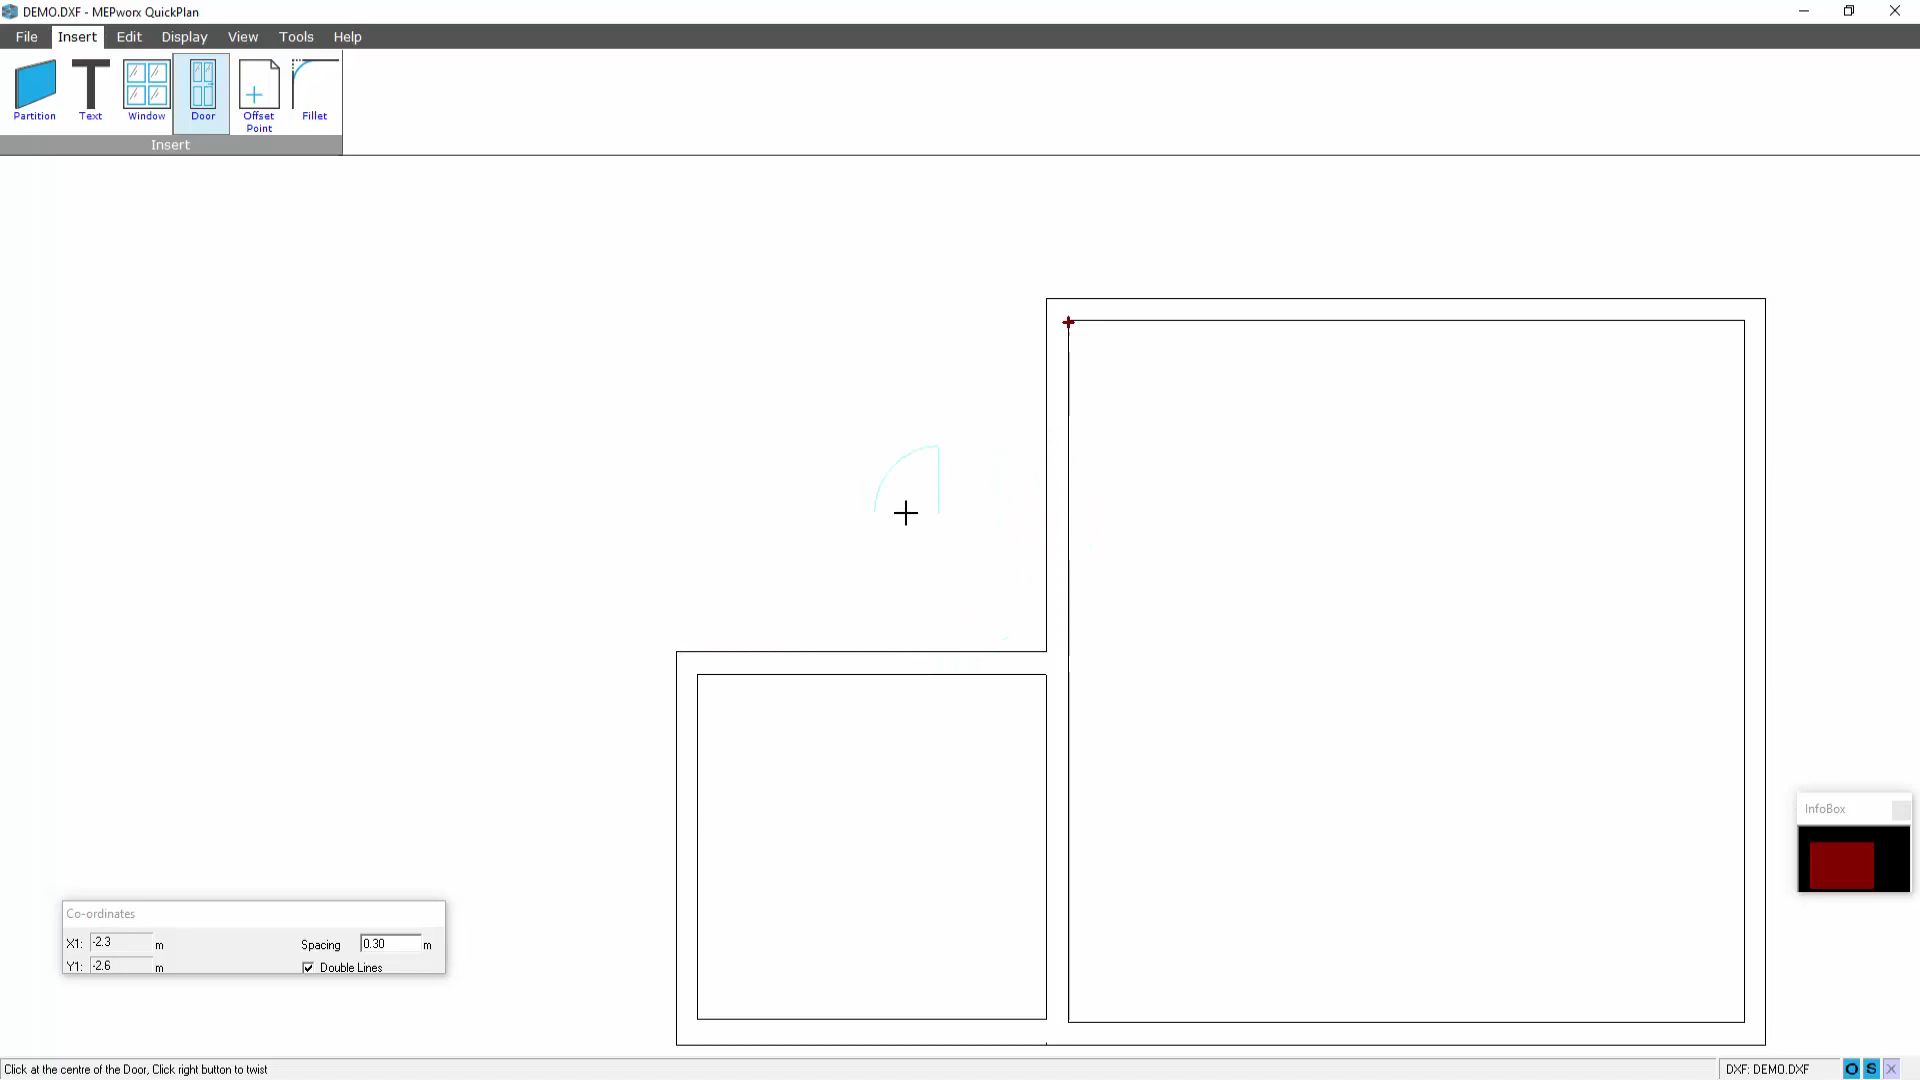 DEMO.DXF - MEPworx QuickPlan
File Insert Edit Display View Tools Help
Partition Text Window Door Offset Point Fillet
Insert
InfoBox
Co-ordinates
X1: -2.3 m Spacing 0.30 m
Y1: -2.6 m Double Lines
Click at the centre of the Door, Click right button to twist
DXF: DEMO.DXF O S X